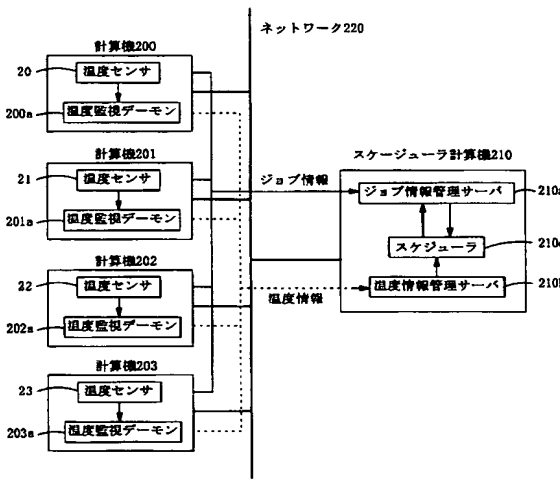 ネットワーク220
計算機200
20
温度センサ
200a
温度監視デーモン
計算機201
21
温度センサ
201a
温度監視デーモン
計算機202
22
温度センサ
202a
温度監視デーモン
計算機203
23
温度センサ
203a
温度監視デーモン
ジョブ情報
温度情報
スケージューラ計算機210
ジョブ情報管理サーバ
210a
スケジューラ
温度情報管理サーバ